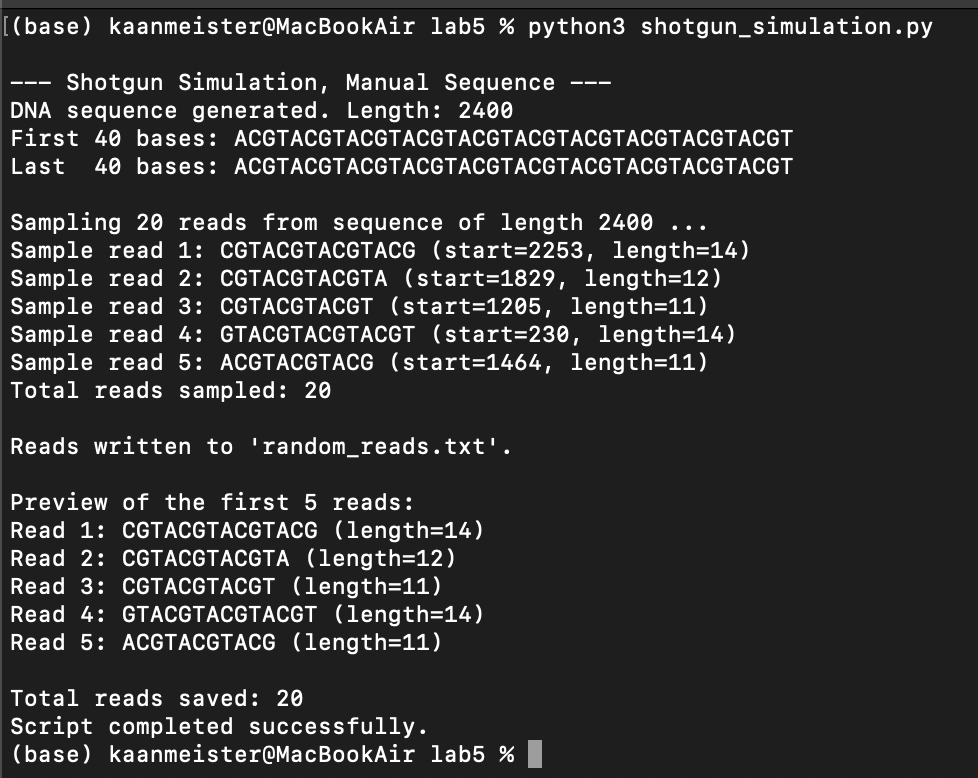 [(base) kaanmeister@MacBookAir lab5 % python3 shotgun_simulation.py
--- Shotgun Simulation, Manual Sequence ---
DNA sequence generated. Length: 2400
First 40 bases: ACGTACGTACGTACGTACGTACGTACGTACGTACGTACGT
Last  40 bases: ACGTACGTACGTACGTACGTACGTACGTACGTACGTACGT
Sampling 20 reads from sequence of length 2400 ...
Sample read 1: CGTACGTACGTACG (start=2253, length=14)
Sample read 2: CGTACGTACGTA (start=1829, length=12)
Sample read 3: CGTACGTACGT (start=1205, length=11)
Sample read 4: GTACGTACGTACGT (start=230, length=14)
Sample read 5: ACGTACGTACG (start=1464, length=11)
Total reads sampled: 20
Reads written to 'random_reads.txt'.
Preview of the first 5 reads:
Read 1: CGTACGTACGTACG (length=14)
Read 2: CGTACGTACGTA (length=12)
Read 3: CGTACGTACGT (length=11)
Read 4: GTACGTACGTACGT (length=14)
Read 5: ACGTACGTACG (length=11)
Total reads saved: 20
Script completed successfully.
(base) kaanmeister@MacBookAir lab5 %